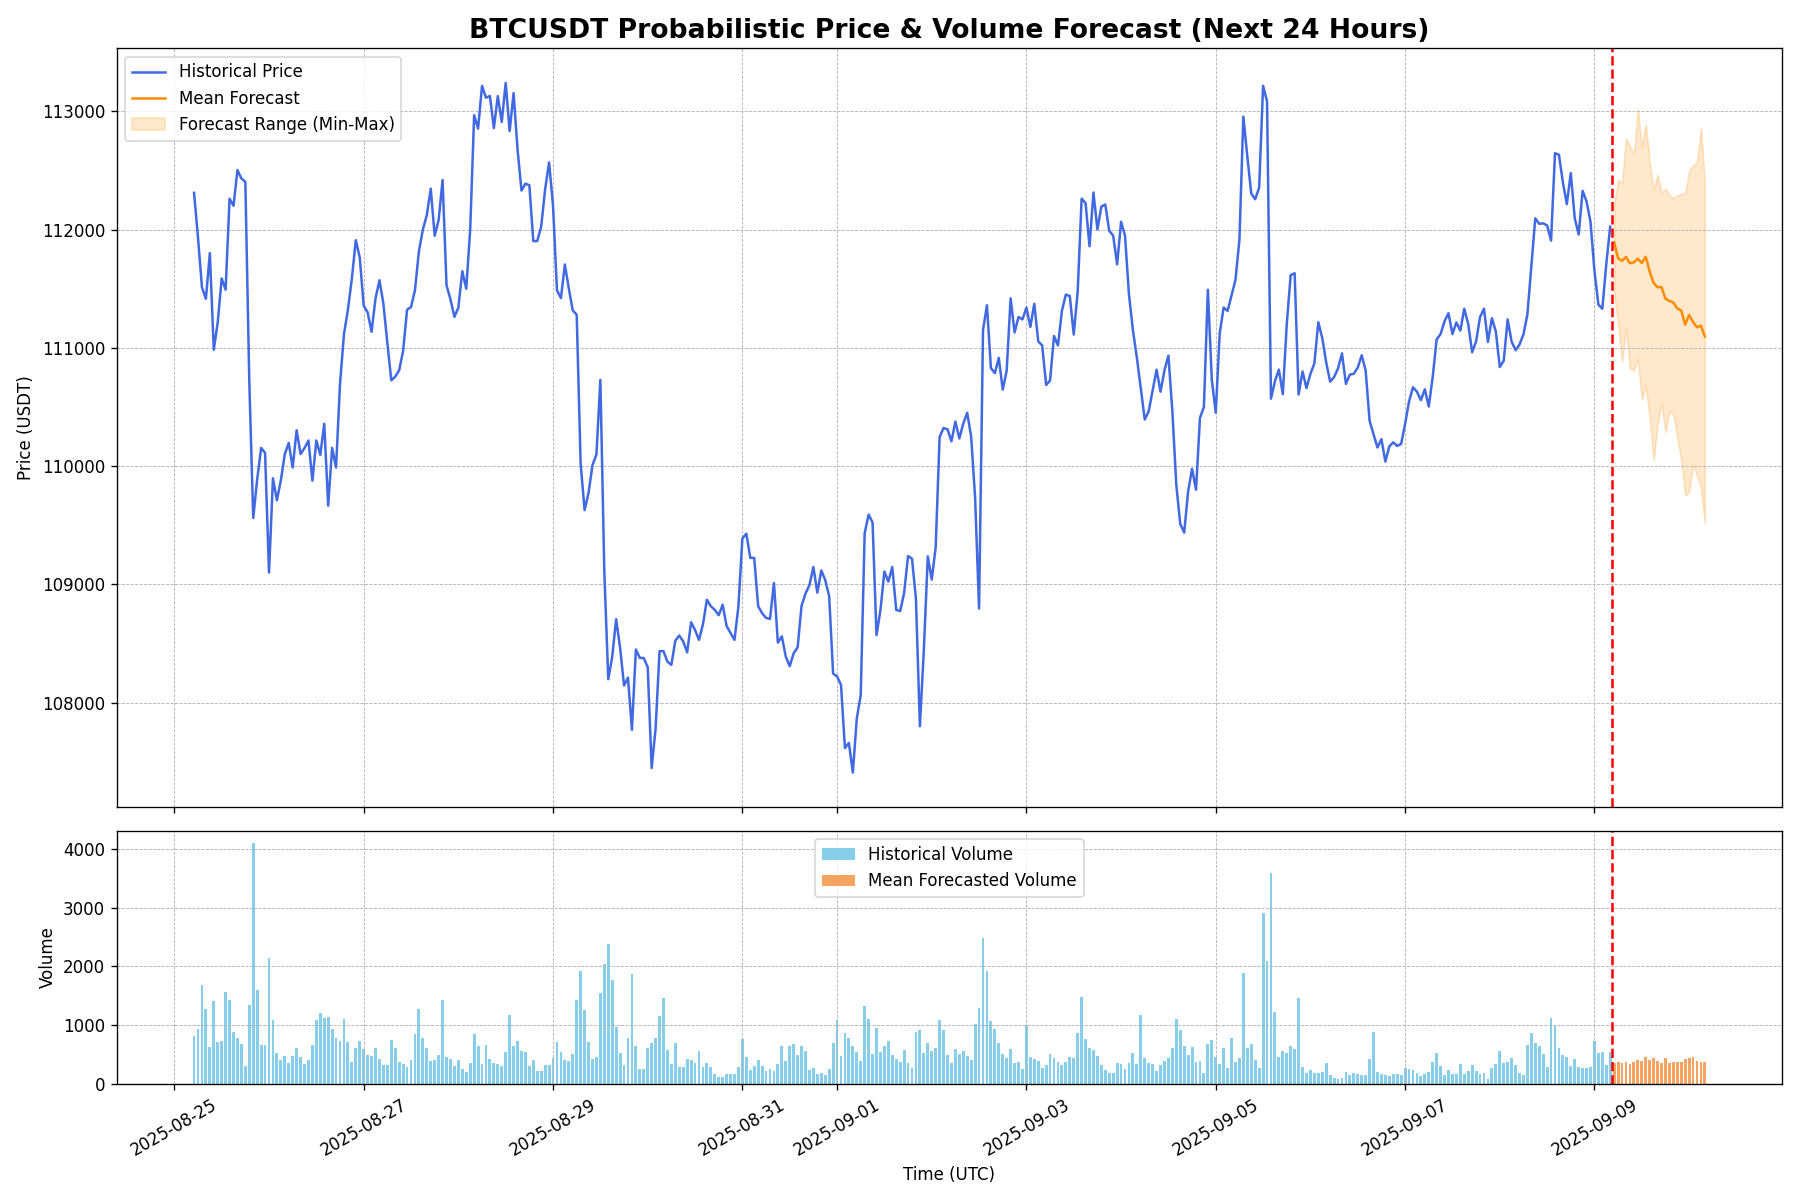 BTCUSDT Probabilistic Price & Volume Forecast (Next 24 Hours)
Historical Price
Mean Forecast
Forecast Range (Min-Max)
113000
112000
111000
110000
109000
108000
Price (USDT)
Historical Volume
Mean Forecasted Volume
4000
3000
2000
1000
0
Volume
2025-08-25
2025-08-27
2025-08-29
2025-08-31
2025-09-01
2025-09-03
2025-09-05
2025-09-07
2025-09-09
Time (UTC)